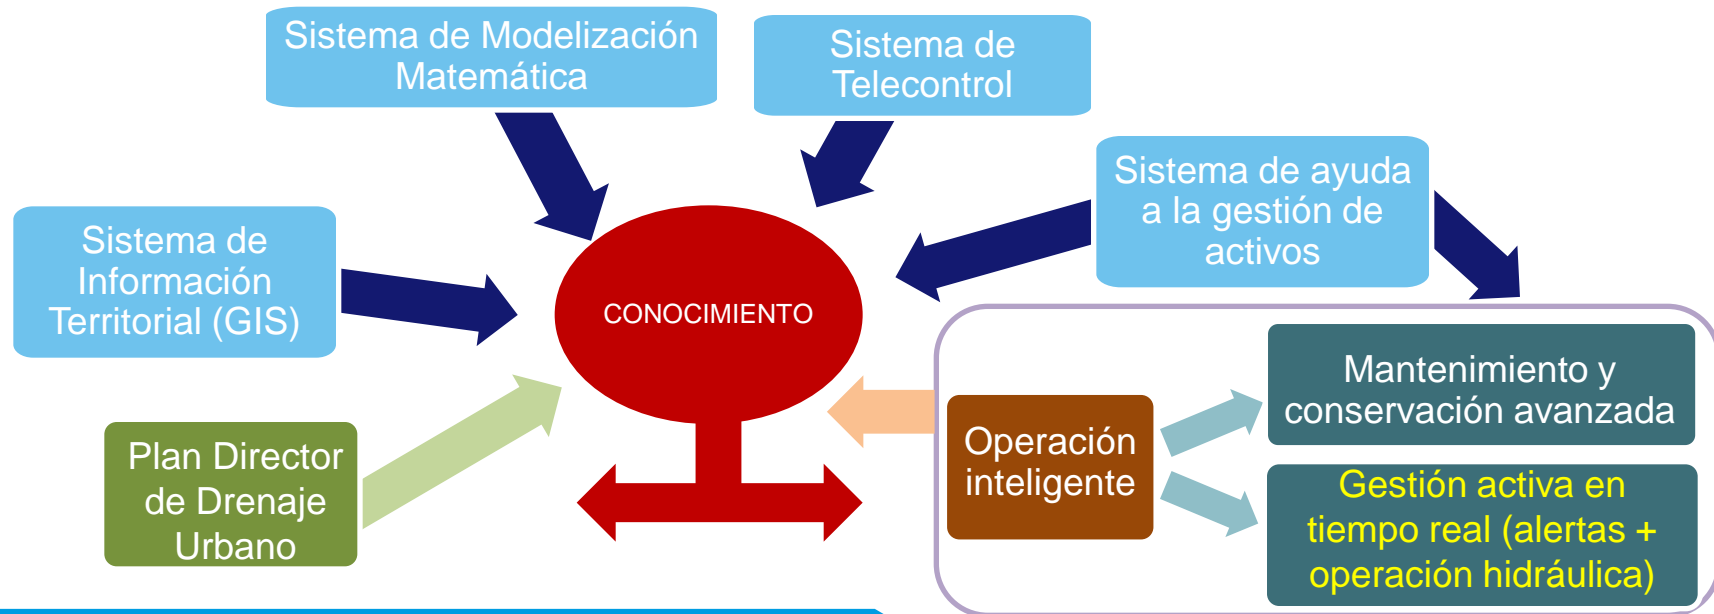 Sistema de Modelización
Matemática
Sistema de
Telecontrol
Sistema de ayuda
a la gestión de
activos
Sistema de
Información
Territorial (GIS)
CONOCIMIENTO
Plan Director
de Drenaje
Urbano
Operación
inteligente
Mantenimiento y
conservación avanzada
Gestión activa en
tiempo real (alertas +
operación hidráulica)